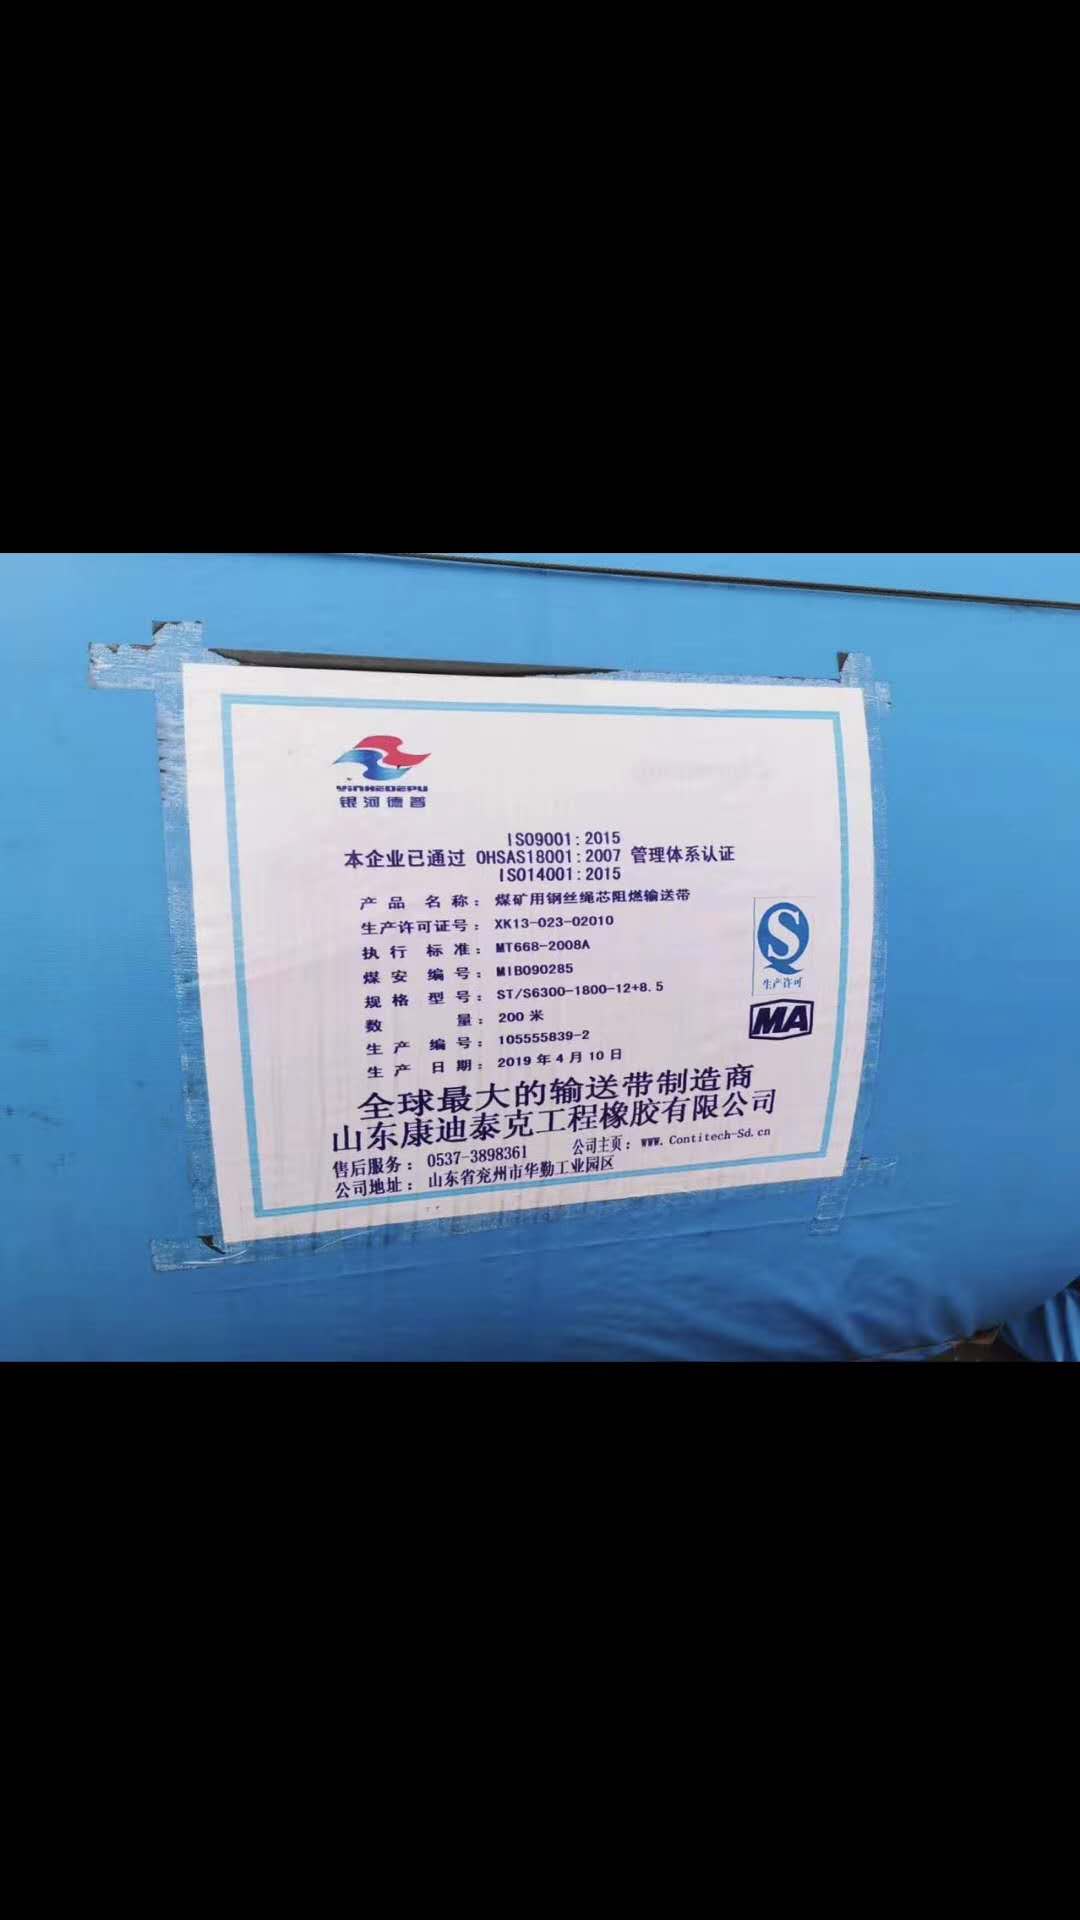 YINHEDEPU
银河德普
ISO9001:2015
本企业已通过 OHSAS18001:2007 管理体系认证
ISO14001:2015
产品名称：煤矿用钢丝绳芯阻燃输送带
生产许可证号：XK13-023-02010
执行标准：MT668-2008A
煤安编号：MIB090285
规格型号：ST/S6300-1800-12+8.5
数量：200 米
生产编号：105555839-2
生产日期：2019 年 4 月 10 日
S
生产许可
MA
全球最大的输送带制造商
山东康迪泰克工程橡胶有限公司
售后服务：0537-3898361 公司主页：www.Contitech-Sd.cn
公司地址：山东省兖州市华勤工业园区